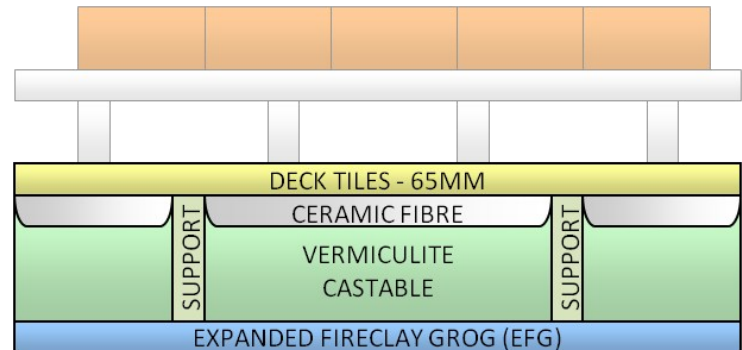 DECK TILES - 65MM
CERAMIC FIBRE
SUPPORT
VERMICULITE
CASTABLE
SUPPORT
EXPANDED FIRECLAY GROG (EFG)